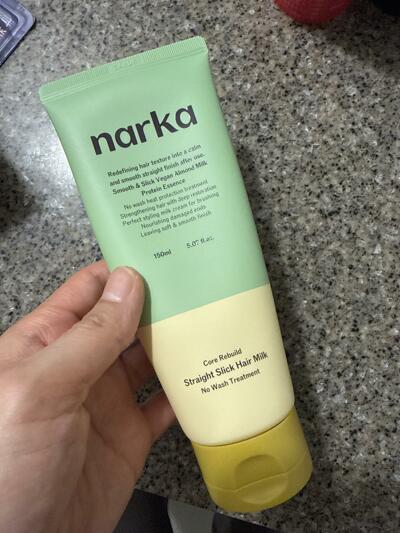 narka
Redefining hair texture into a calm
and smooth straight finish after use.
Smooth & Slick Vegan Almond Milk
Protein Essence
No wash heat protection treatment
Strengthening hair with deep restoration
Perfect styling milk cream for brushing
Nourishing damaged ends
Leaving soft & smooth finish
150ml 5.07 fl.oz.
Core Rebuild
Straight Slick Hair Milk
No Wash Treatment